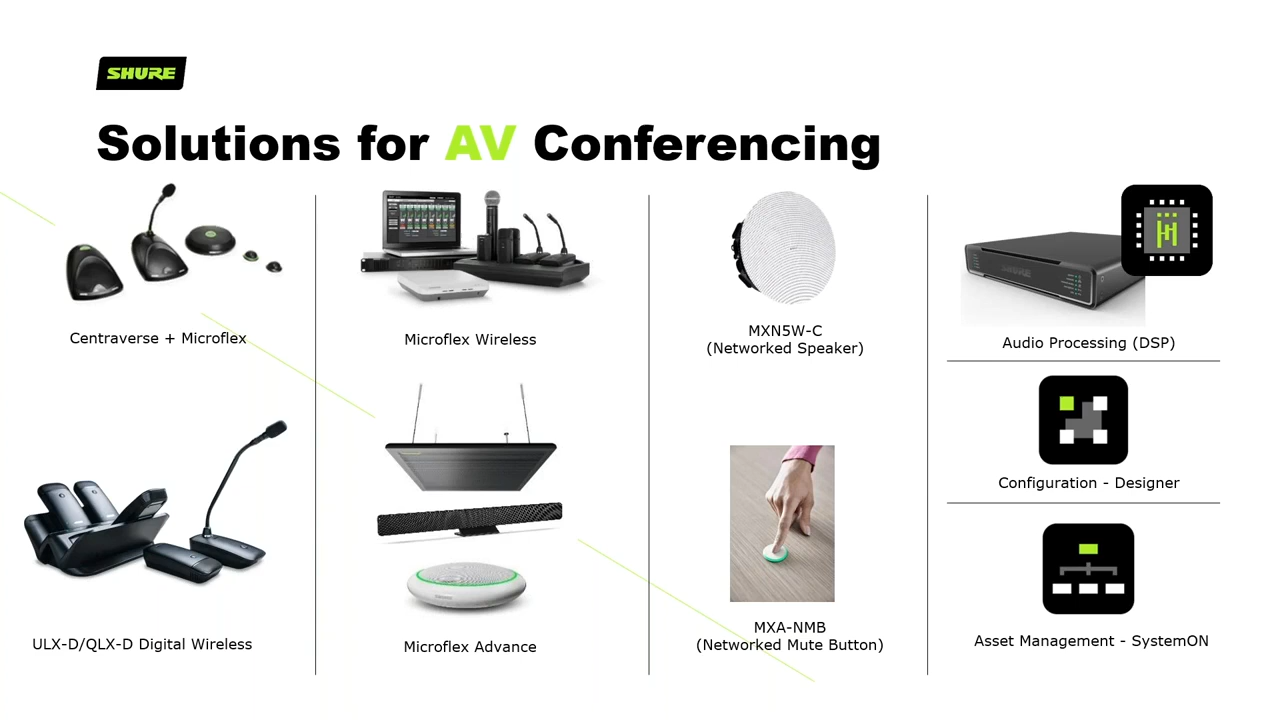 SHURE
Solutions for AV Conferencing
Centraverse + Microflex
ULX-D/QLX-D Digital Wireless
Microflex Wireless
Microflex Advance
MXN5W-C
(Networked Speaker)
MXA-NMB
(Networked Mute Button)
SHURE
Audio Processing (DSP)
Configuration - Designer
Asset Management - SystemON